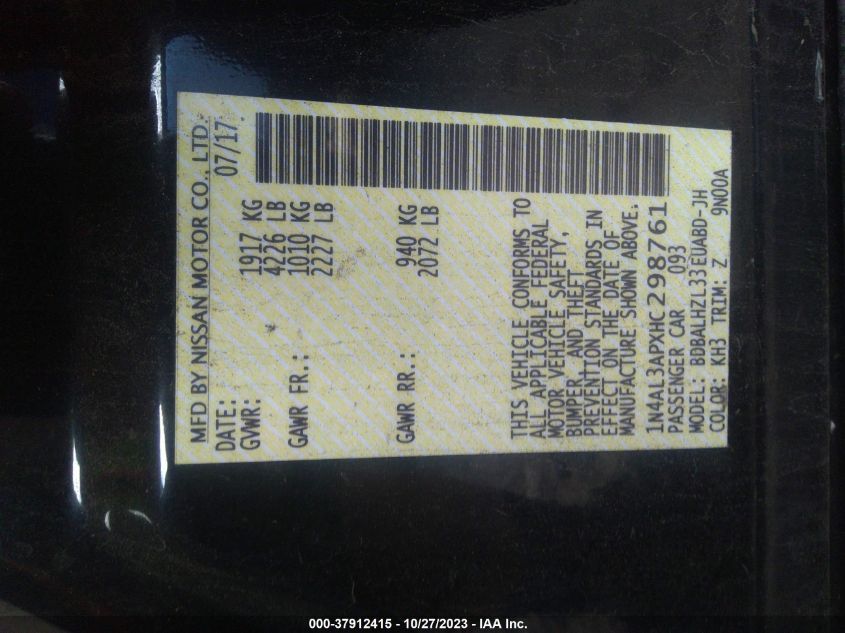 MFD BY NISSAN MOTOR CO., LTD.
DATE: 07/17.
GVWR: 1917 KG
4226 LB
GAWR FR.: 1010 KG
2227 LB
GAWR RR.: 940 KG
2072 LB
THIS VEHICLE CONFORMS TO
ALL APPLICABLE FEDERAL
MOTOR VEHICLE SAFETY,
BUMPER, AND THEFT
PREVENTION STANDARDS IN
EFFECT ON THE DATE OF
MANUFACTURE SHOWN ABOVE.
1N4AL3APXHC298761
PASSENGER CAR 093
MODEL: BDBALHZL33EUABD-JH
COLOR: KH3 TRIM: Z 9N00A
000-37912415 - 10/27/2023 - IAA Inc.